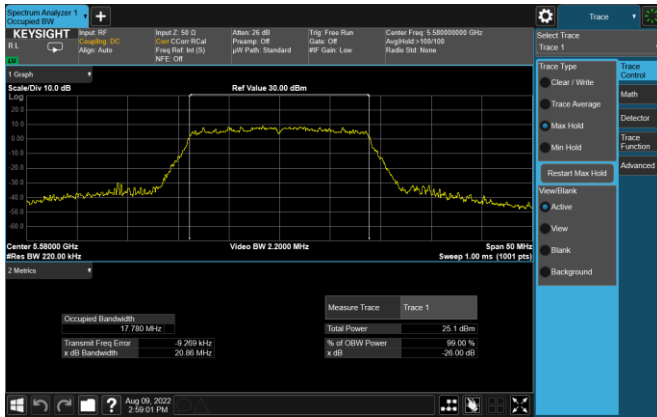 Spectrum Analyzer 1
Occupied BW
+
Trace
KEYSIGHT
R L
Input: RF
Coupling: DC
Align: Auto
Input Z: 50 Ω
Corr CCorr RCal
Freq Ref: Int (S)
NFE: Off
Atten: 26 dB
Preamp: Off
µW Path: Standard
Trig: Free Run
Gate: Off
#IF Gain: Low
Center Freq: 5.580000000 GHz
Avg|Hold:>100/100
Radio Std: None
Select Trace
Trace 1
1 Graph
Scale/Div 10.0 dB
Ref Value 30.00 dBm
Log
20.0
10.0
0.00
-10.0
-20.0
-30.0
-40.0
-50.0
-60.0
Center 5.58000 GHz
#Res BW 220.00 kHz
Video BW 2.2000 MHz
Span 50 MHz
Sweep 1.00 ms (1001 pts)
2 Metrics
Occupied Bandwidth
17.780 MHz
Transmit Freq Error -9.269 kHz
x dB Bandwidth 20.86 MHz
Measure Trace Trace 1
Total Power 25.1 dBm
% of OBW Power 99.00 %
x dB -26.00 dB
Trace Type
Clear / Write
Trace Average
Max Hold
Min Hold
Restart Max Hold
View/Blank
Active
View
Blank
Background
Trace Control
Math
Detector
Trace Function
Advanced
?
Aug 09, 2022
2:59:01 PM